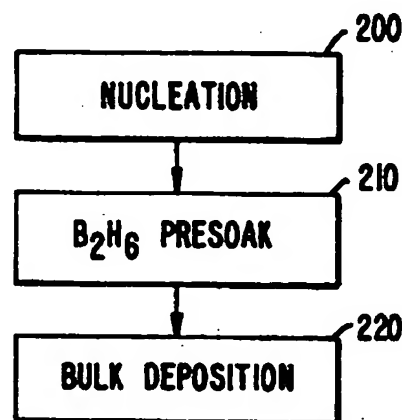 200
NUCLEATION
210
B₂H₆ PRESOAK
220
BULK DEPOSITION